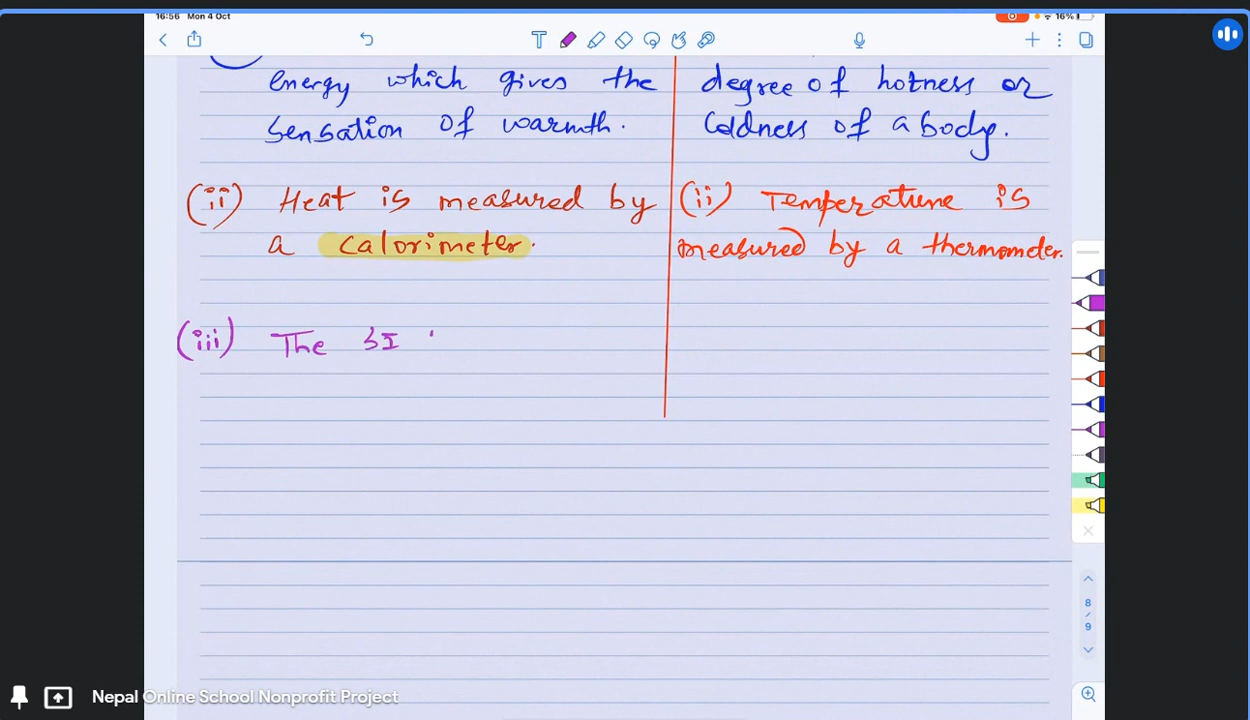 16:56 Mon 4 Oct
16%
energy which gives the
sensation of warmth.
degree of hotness or
coldness of a body.
(ii) Heat is measured by
a calorimeter.
(ii) Temperature is
measured by a thermometer.
(iii) The SI
8
/
9
Nepal Online School Nonprofit Project